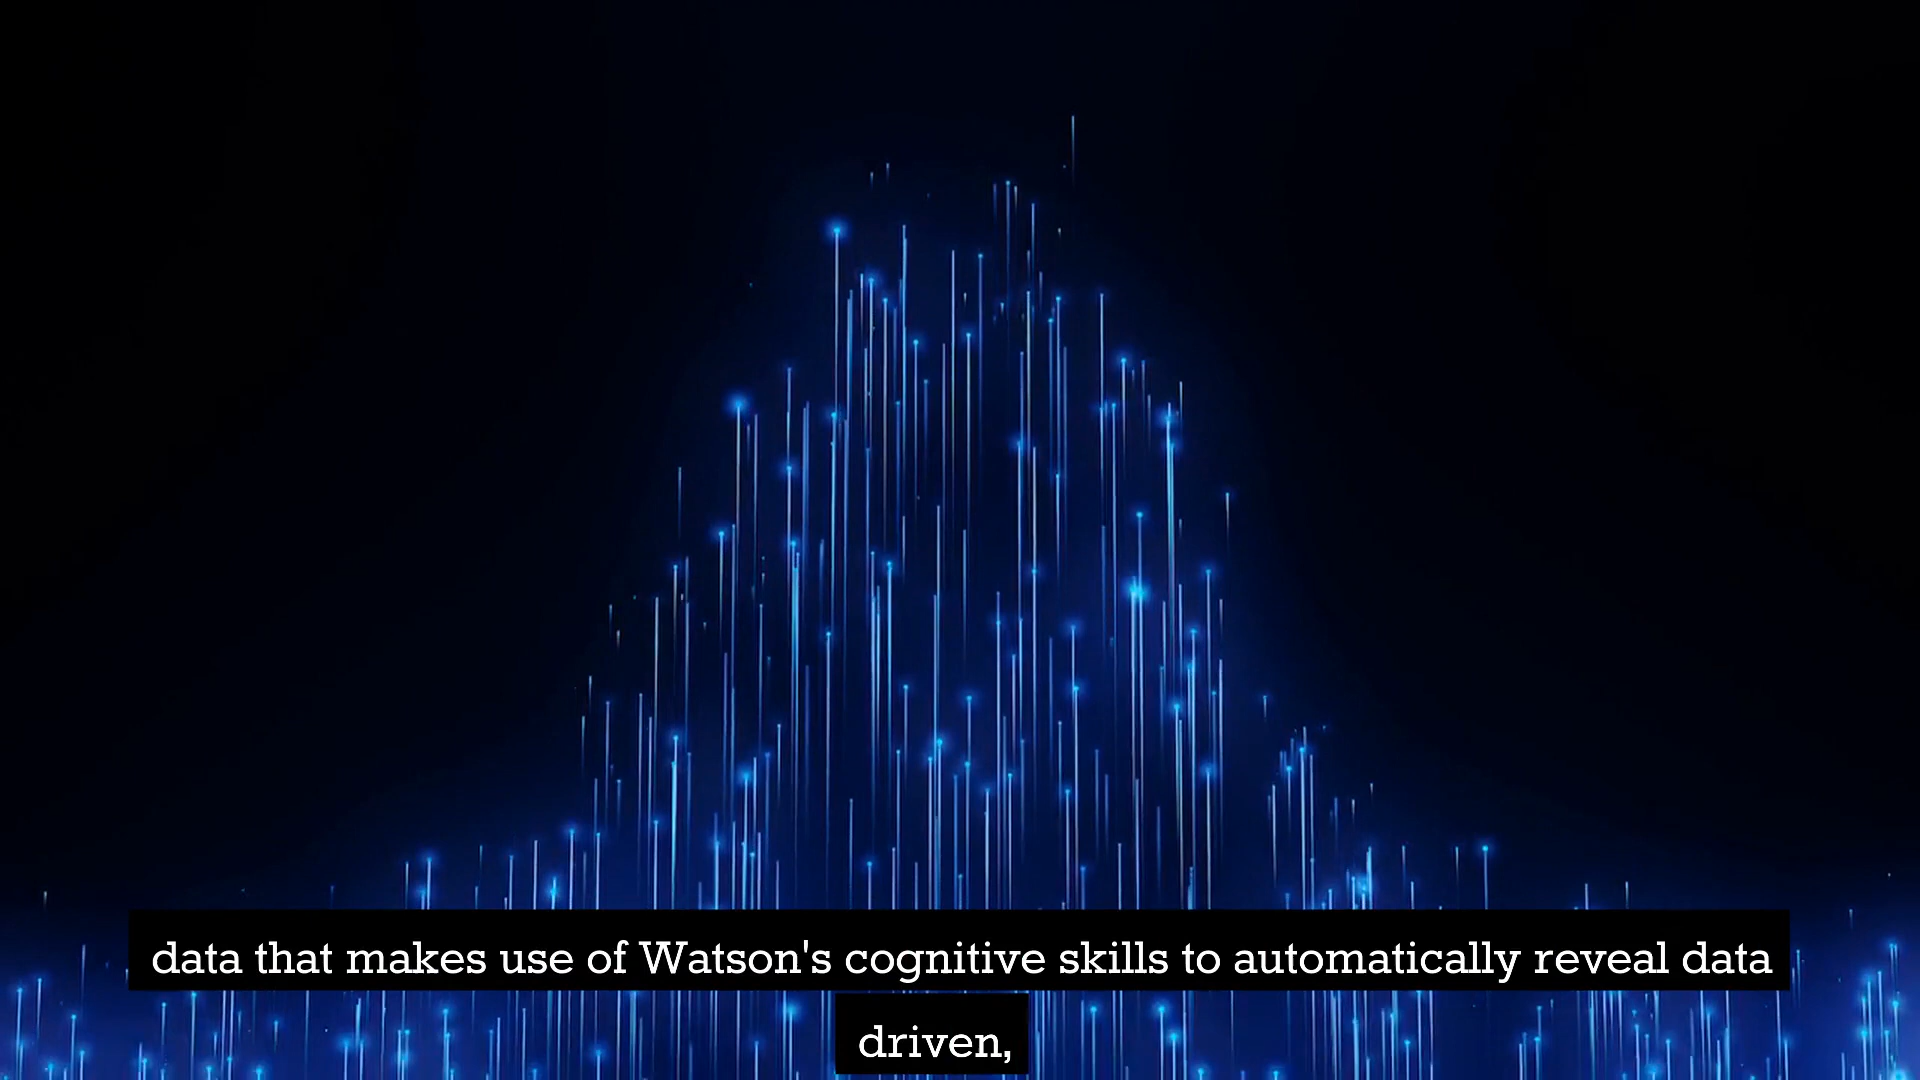 data that makes use of Watson's cognitive skills to automatically reveal data
driven,